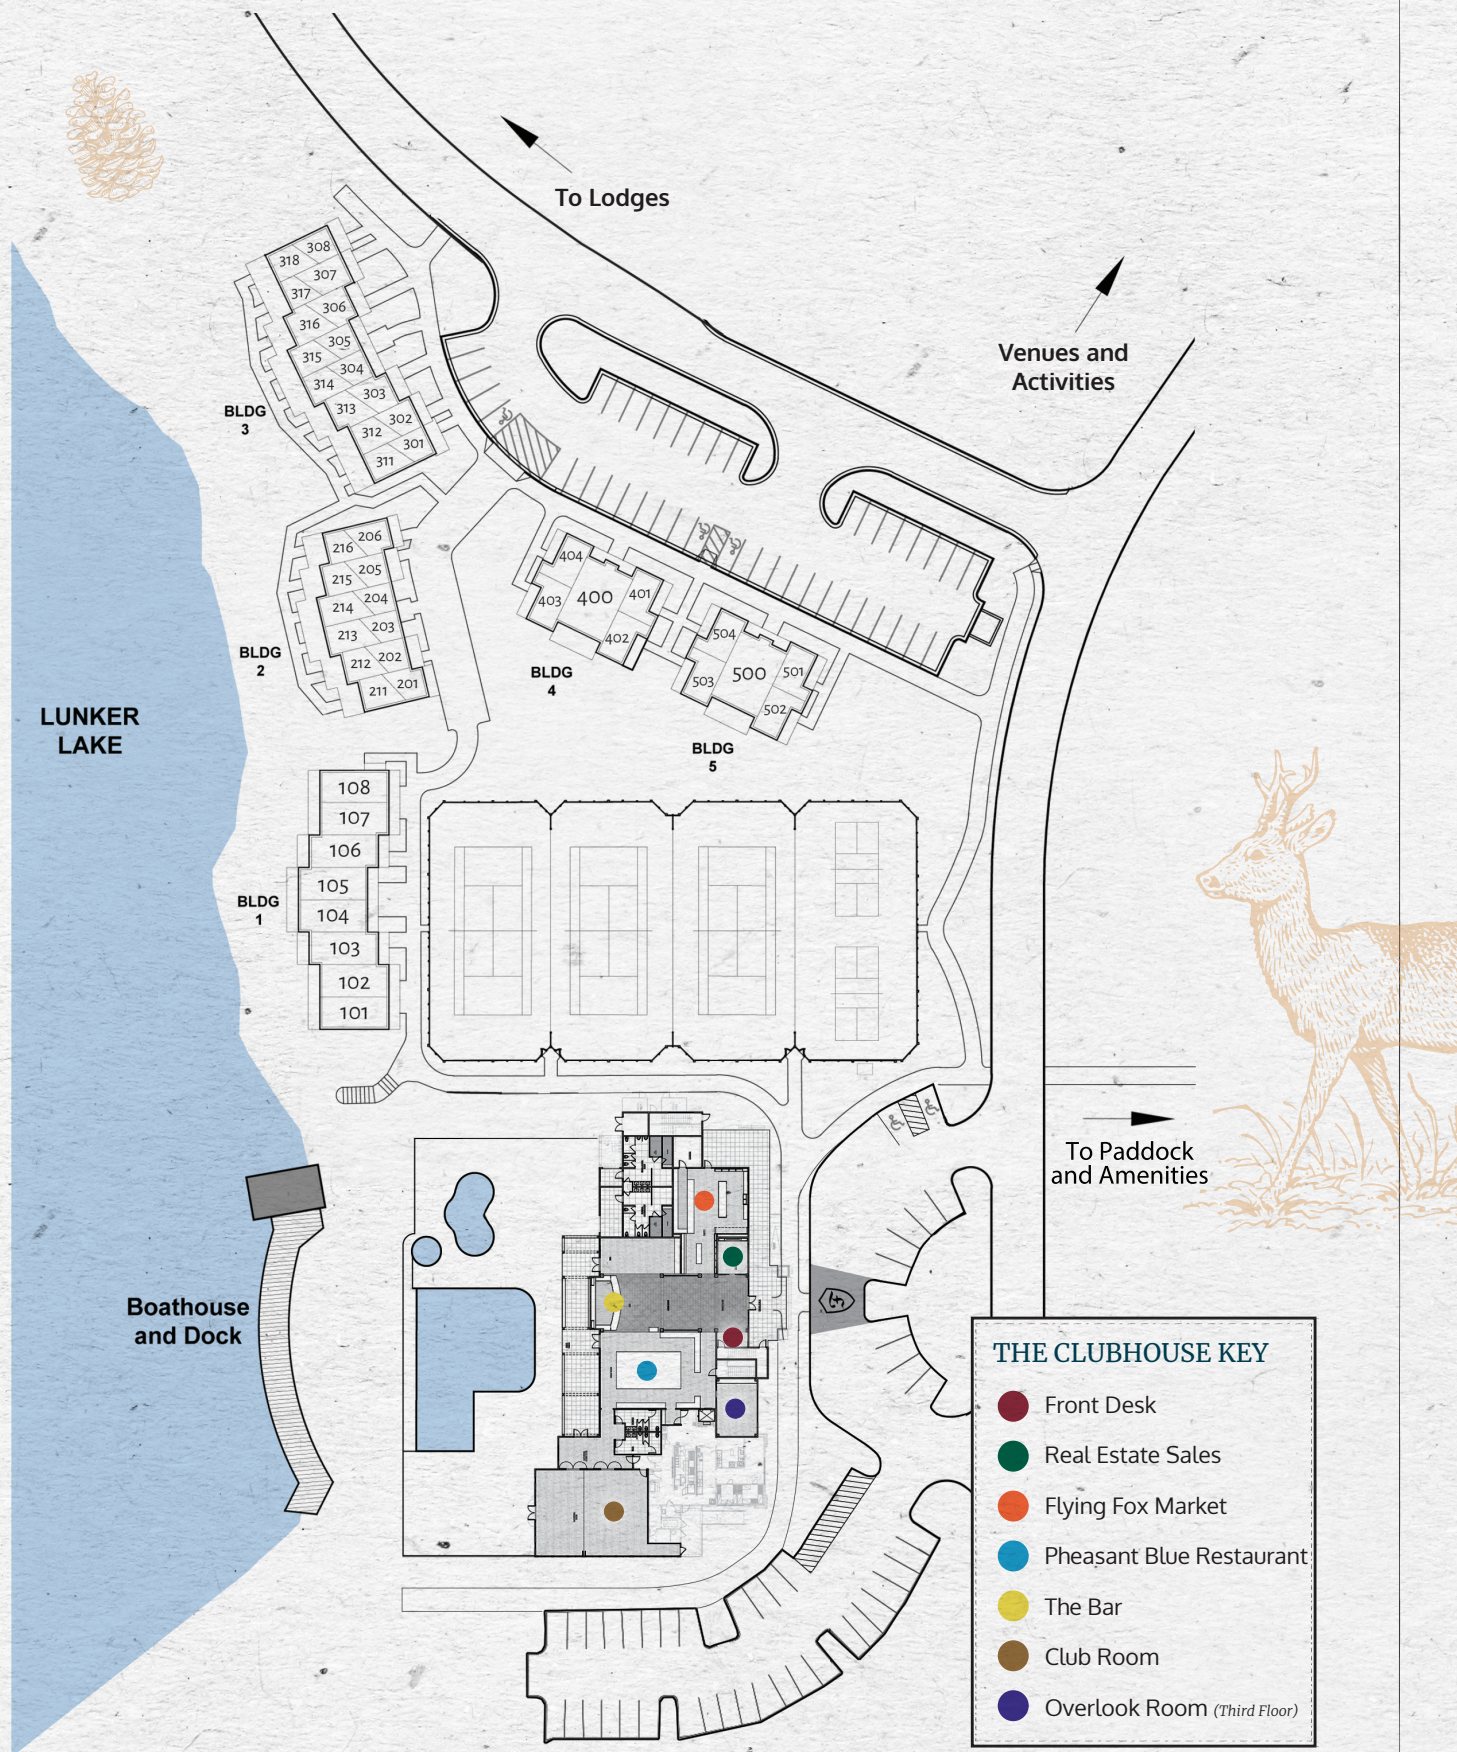 To Lodges
Venues and
Activities
308
318
307
317
306
316
305
315
304
314
303
313
302
312
301
311
BLDG
3
206
216
205
215
204
214
203
213
202
212
201
211
BLDG
2
404
403
400
401
402
BLDG
4
504
503
500
501
502
BLDG
5
LUNKER
LAKE
108
107
106
105
104
103
102
101
BLDG
1
To Paddock
and Amenities
Boathouse
and Dock
F
THE CLUBHOUSE KEY
Front Desk
Real Estate Sales
Flying Fox Market
Pheasant Blue Restaurant
The Bar
Club Room
Overlook Room (Third Floor)